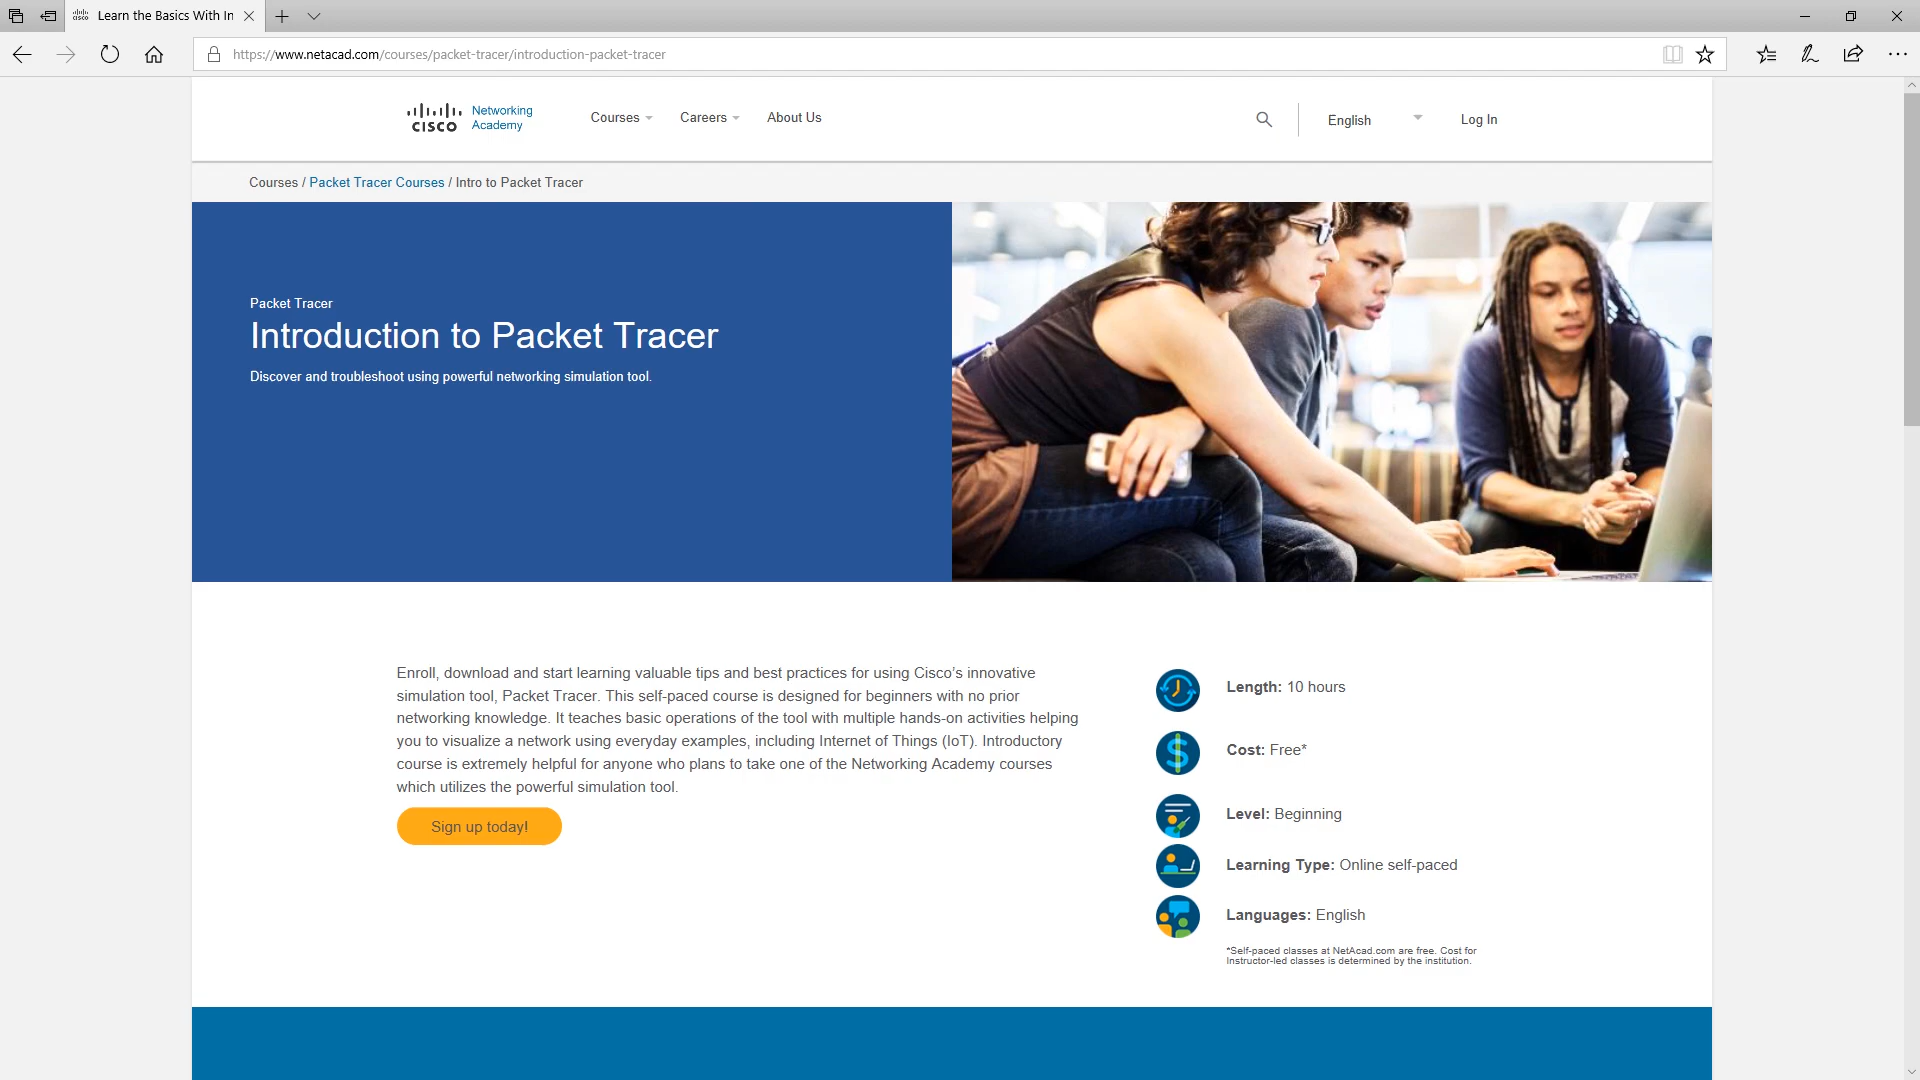 Learn the Basics With In
https://www.netacad.com/courses/packet-tracer/introduction-packet-tracer
CISCO
Networking
Academy
Courses
Careers
About Us
English
Log In
Courses / Packet Tracer Courses / Intro to Packet Tracer
Packet Tracer
Introduction to Packet Tracer
Discover and troubleshoot using powerful networking simulation tool.
Enroll, download and start learning valuable tips and best practices for using Cisco’s innovative
simulation tool, Packet Tracer. This self-paced course is designed for beginners with no prior
networking knowledge. It teaches basic operations of the tool with multiple hands-on activities helping
you to visualize a network using everyday examples, including Internet of Things (IoT). Introductory
course is extremely helpful for anyone who plans to take one of the Networking Academy courses
which utilizes the powerful simulation tool.
Sign up today!
Length: 10 hours
Cost: Free*
Level: Beginning
Learning Type: Online self-paced
Languages: English
*Self-paced classes at NetAcad.com are free. Cost for
Instructor-led classes is determined by the institution.